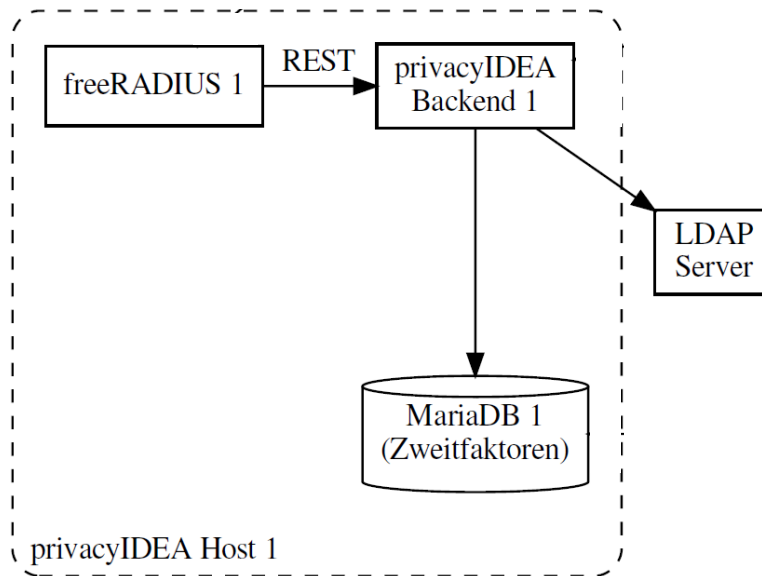 freeRADIUS 1
REST
privacyIDEA
Backend 1
LDAP
Server
MariaDB 1
(Zweitfaktoren)
privacyIDEA Host 1